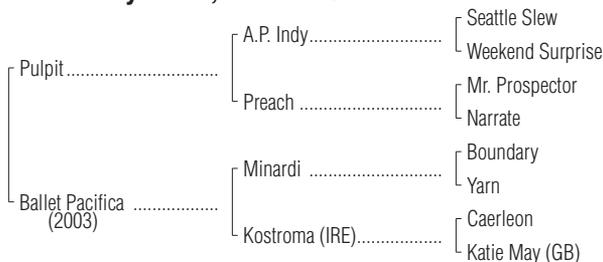 Seattle Slew
A.P. Indy
Weekend Surprise
Pulpit
Mr. Prospector
Preach
Narrate
Boundary
Minardi
Yarn
Ballet Pacifica
(2003)
Caerleon
Kostroma (IRE)
Katie May (GB)